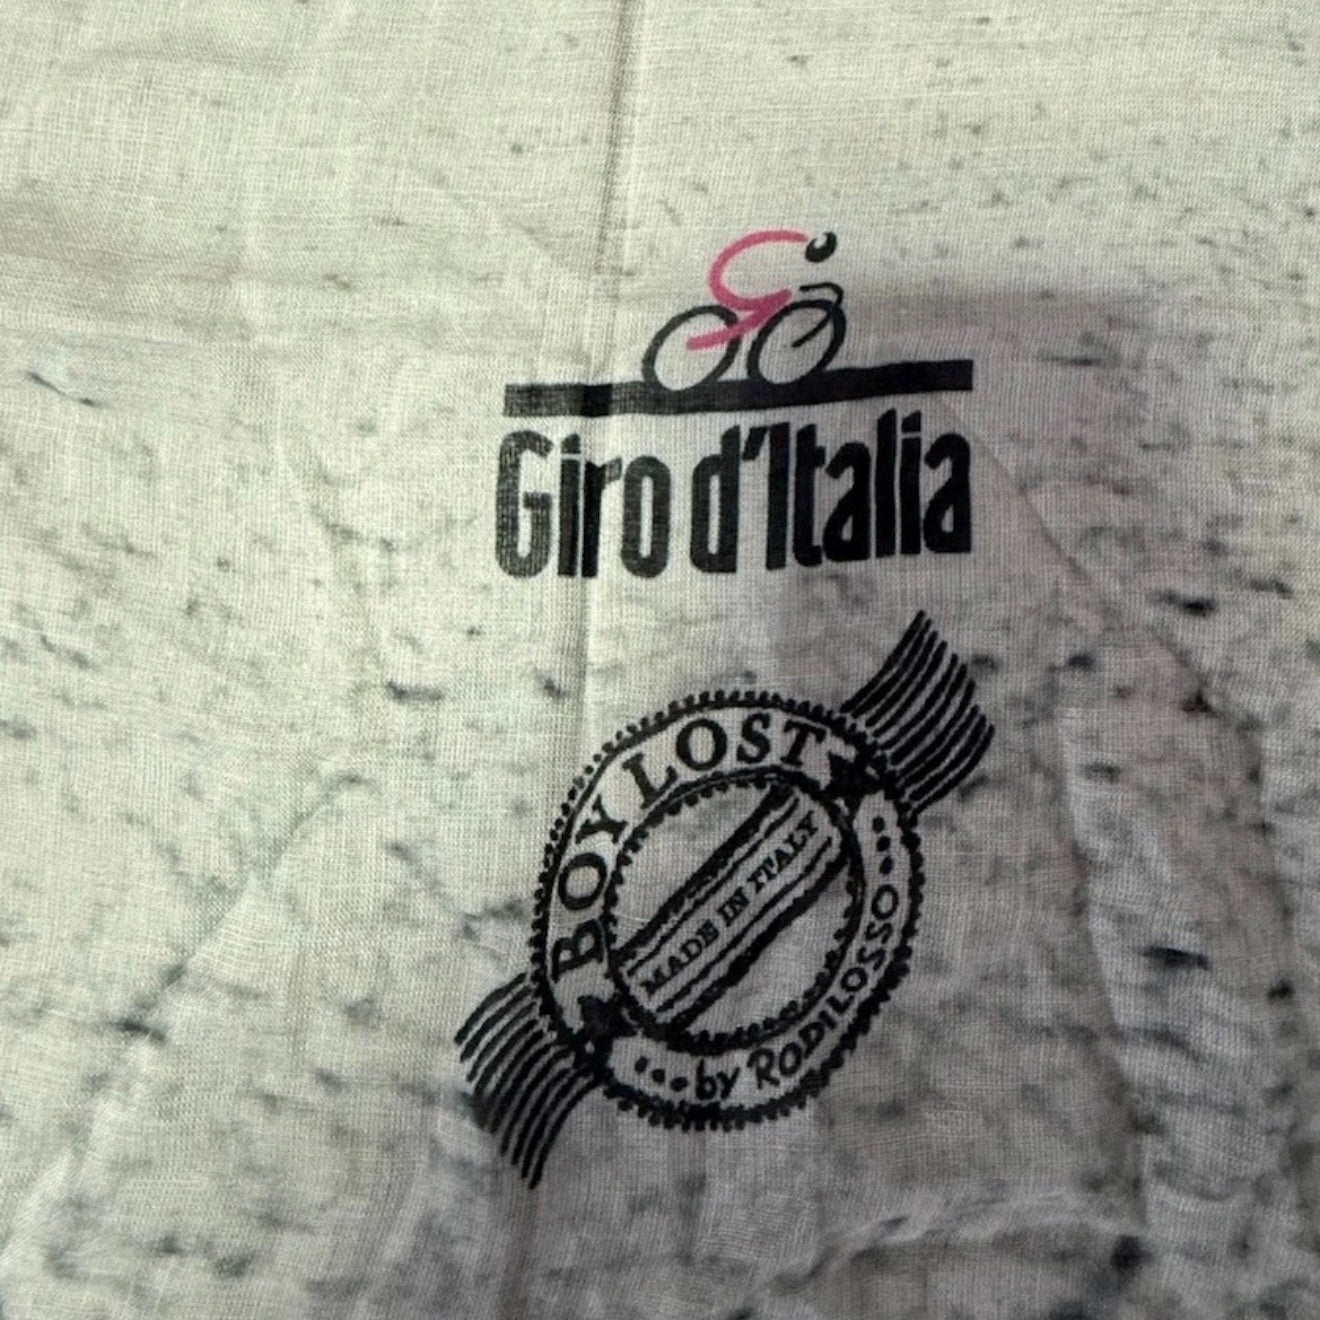 Giro d'Italia
BOY LOST
MADE IN ITALY
...by RODILOSSO...